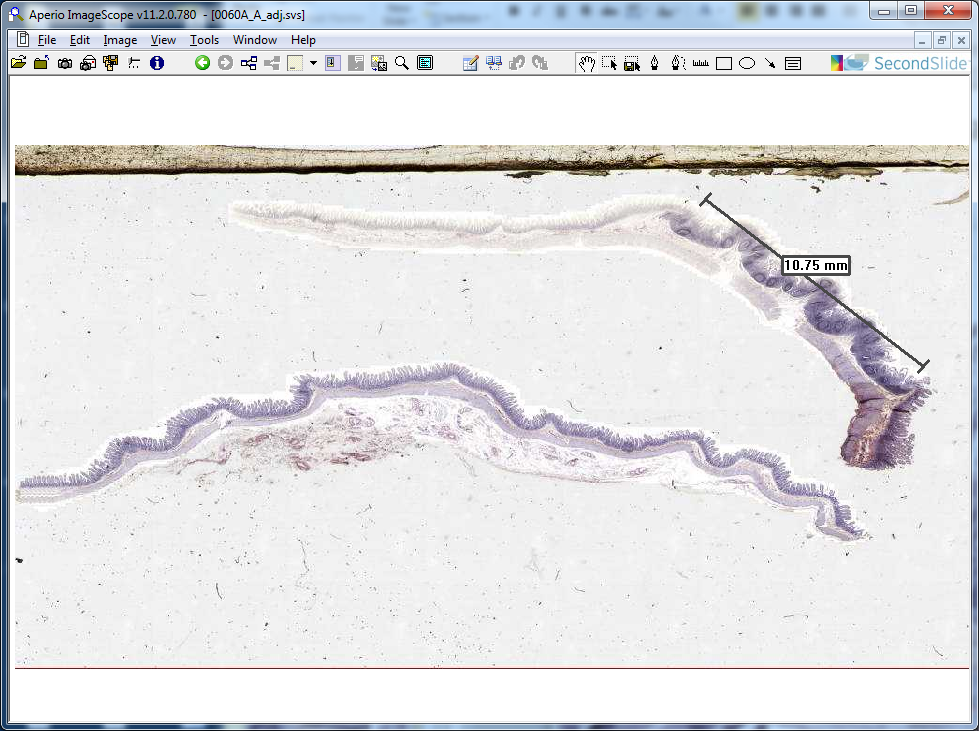 Aperio ImageScope v11.2.0.780 - [0060A_A_adj.svs]
File Edit Image View Tools Window Help
SecondSlide
10.75 mm